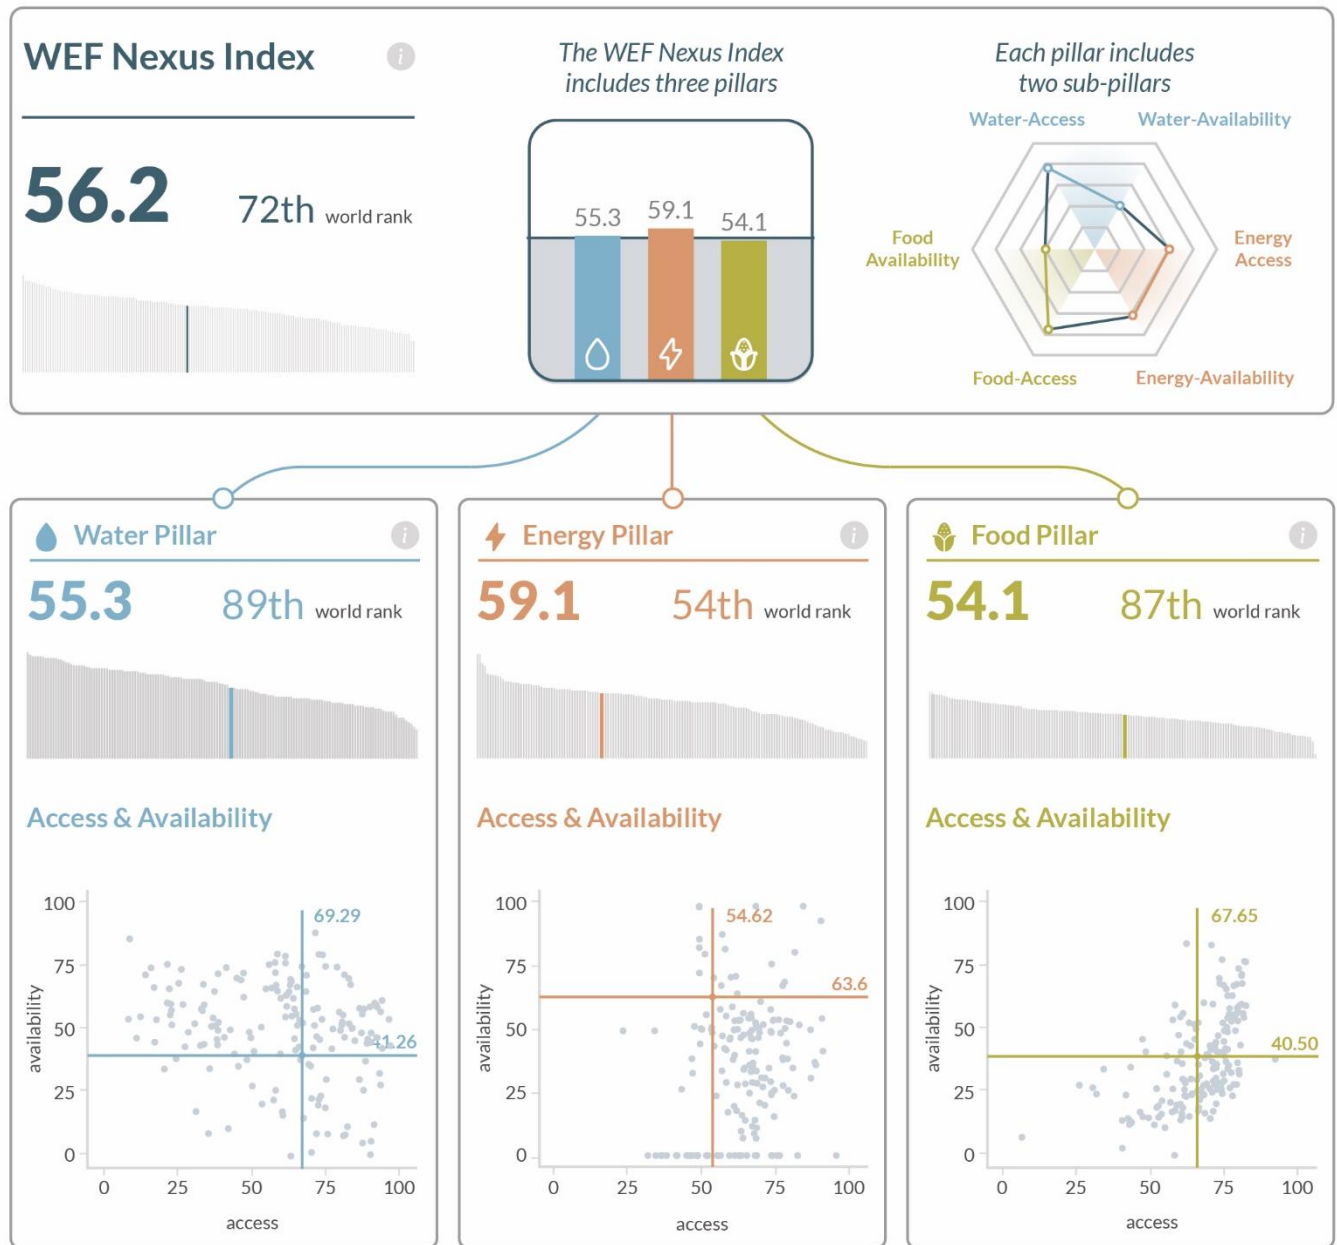 WEF Nexus Index
i
56.2
72th world rank
The WEF Nexus Index
includes three pillars
55.3
59.1
54.1
Each pillar includes
two sub-pillars
Water-Access
Water-Availability
Food
Availability
Energy
Access
Food-Access
Energy-Availability
Water Pillar
i
55.3
89th world rank
Access & Availability
100
75
50
25
0
availability
69.29
41.26
0
25
50
75
100
access
Energy Pillar
i
59.1
54th world rank
Access & Availability
100
75
50
25
0
availability
54.62
63.6
0
25
50
75
100
access
Food Pillar
i
54.1
87th world rank
Access & Availability
100
75
50
25
0
availability
67.65
40.50
0
25
50
75
100
access